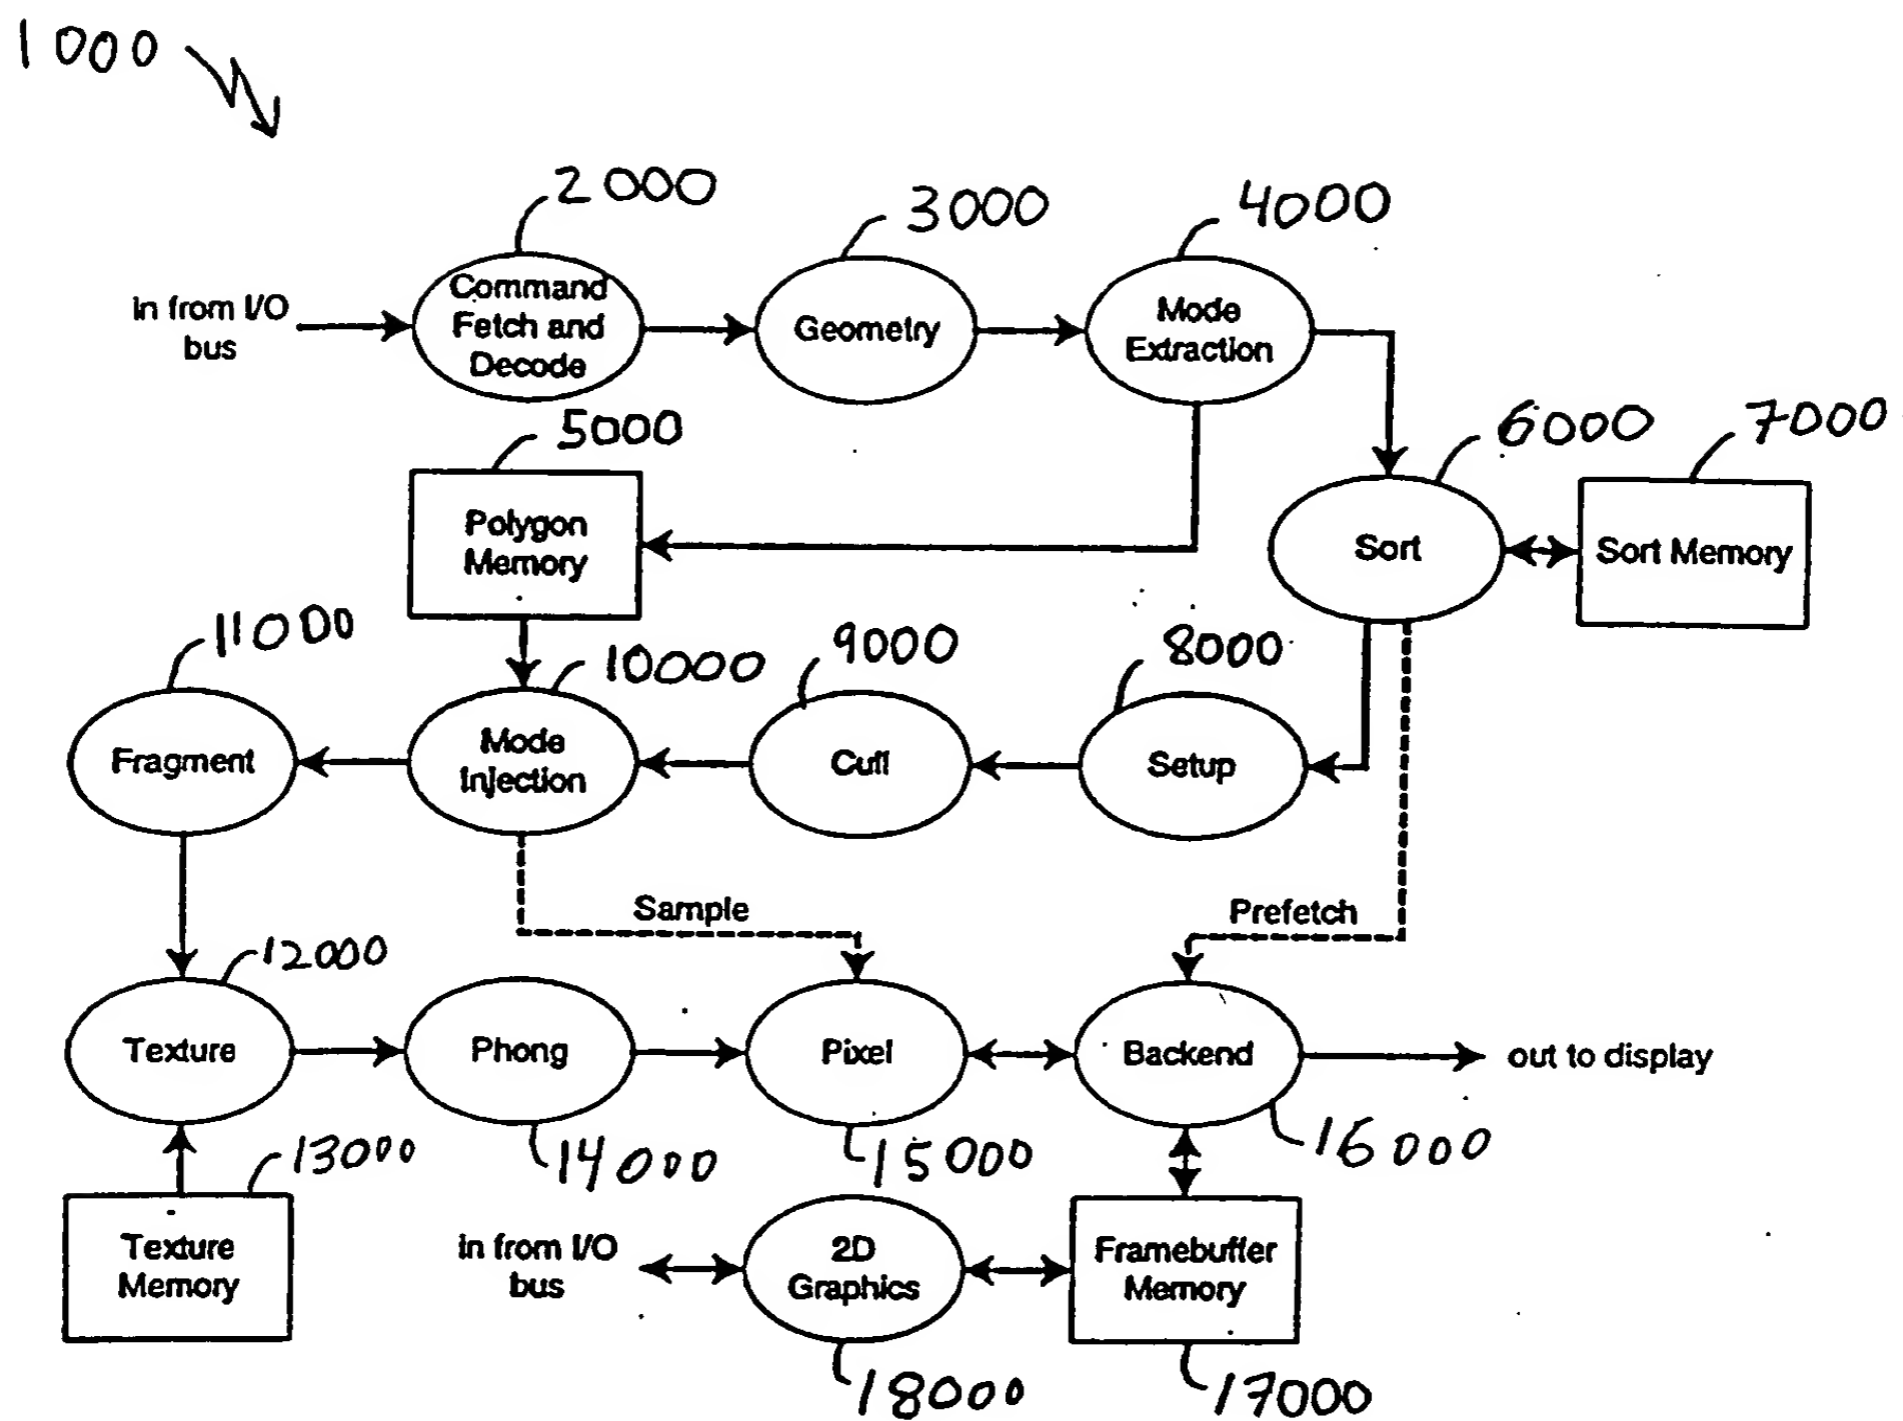 1000
2000
3000
4000
in from I/O
bus
Command
Fetch and
Decode
Geometry
Mode
Extraction
5000
6000
7000
Polygon
Memory
Sort
Sort Memory
11000
10000
9000
8000
Fragment
Mode
Injection
Cull
Setup
Sample
Prefetch
12000
Texture
Phong
Pixel
Backend
out to display
13000
14000
15000
16000
Texture
Memory
in from I/O
bus
2D
Graphics
Framebuffer
Memory
18000
17000